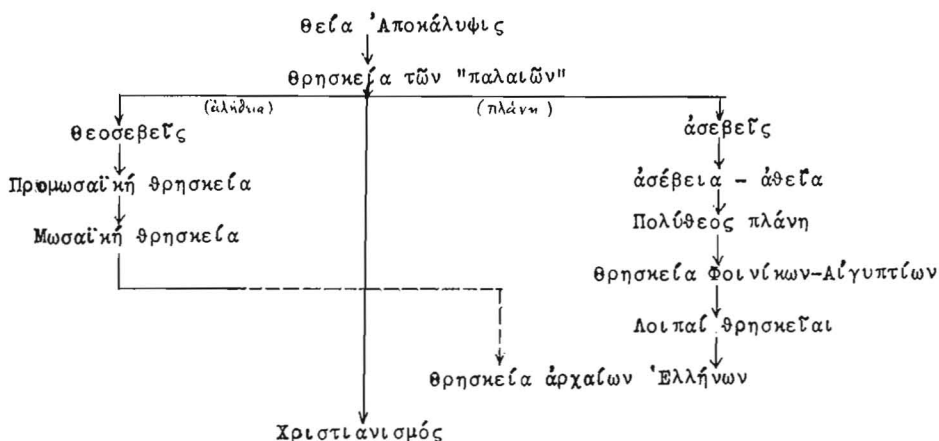 θεία Ἀποκάλυψις
θρησκεία τῶν "παλαιῶν"
(ἀλήθεια) (πλάνη)
θεοσεβεῖς ἀσεβεῖς
Προμωσαϊκή θρησκεία ἀσέβεια - ἀθεΐα
Μωσαϊκή θρησκεία Πολύθεος πλάνη
θρησκεία Φοινίκων-Αἰγυπτίων
Λοιπαί θρησκεῖαι
θρησκεία ἀρχαίων Ἑλλήνων
Χριστιανισμός